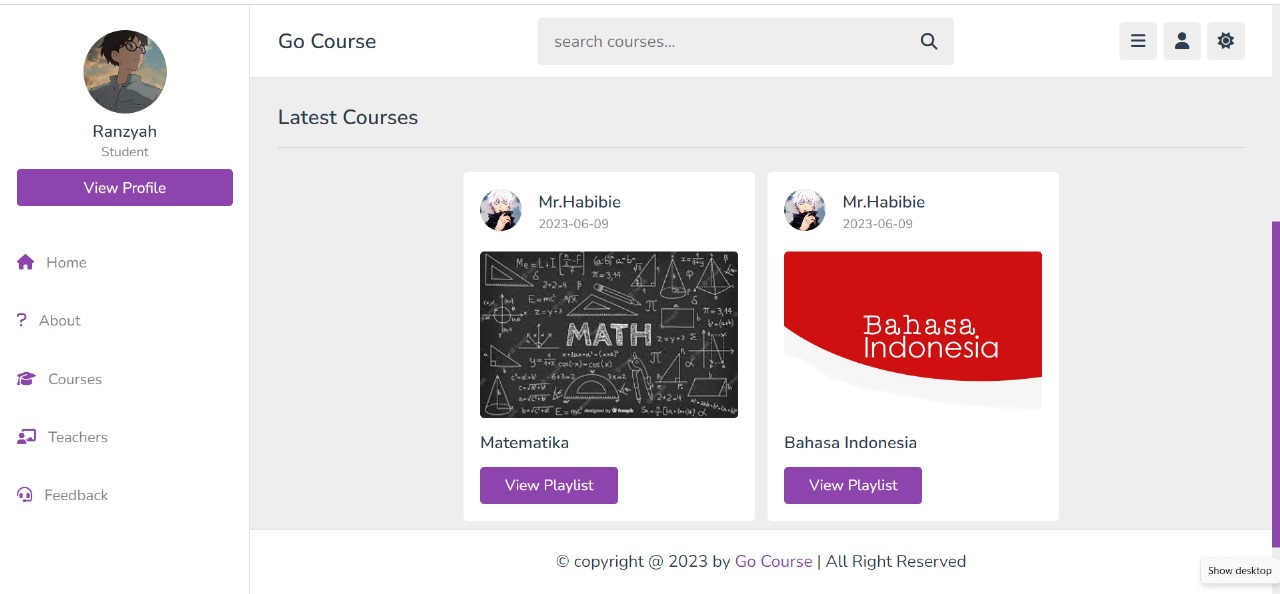 Go Course
search courses...
Ranzyah
Student
View Profile
Home
? About
Courses
Teachers
Feedback
Latest Courses
Mr.Habibie
2023-06-09
MATH
Matematika
View Playlist
Mr.Habibie
2023-06-09
Bahasa
Indonesia
Bahasa Indonesia
View Playlist
© copyright @ 2023 by Go Course | All Right Reserved
Show desktop